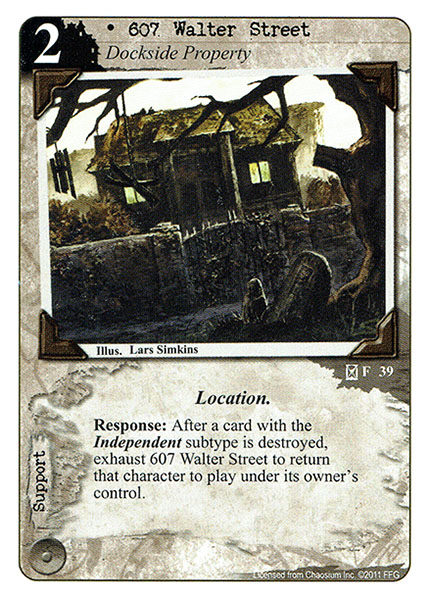 2
• 607 Walter Street
Dockside Property
Illus. Lars Simkins
F 39
Location.
Response: After a card with the
Independent subtype is destroyed,
exhaust 607 Walter Street to return
that character to play under its owner's
control.
Support
Licensed from Chaosium Inc. ©2011 FFG